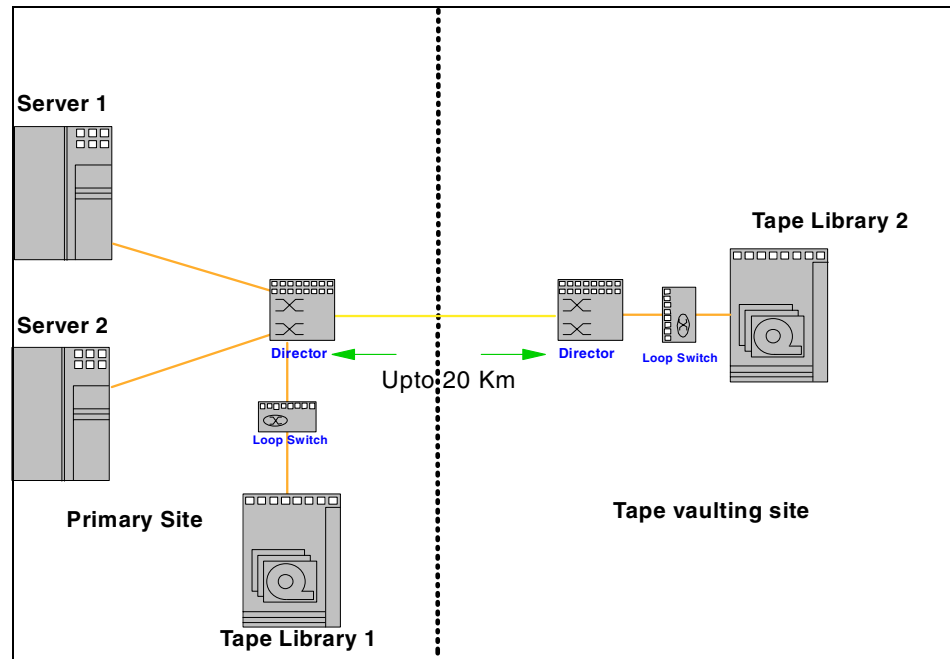 Server 1
Tape Library 2
Server 2
Director
Director
Loop Switch
Upto 20 Km
Loop Switch
Primary Site
Tape vaulting site
Tape Library 1